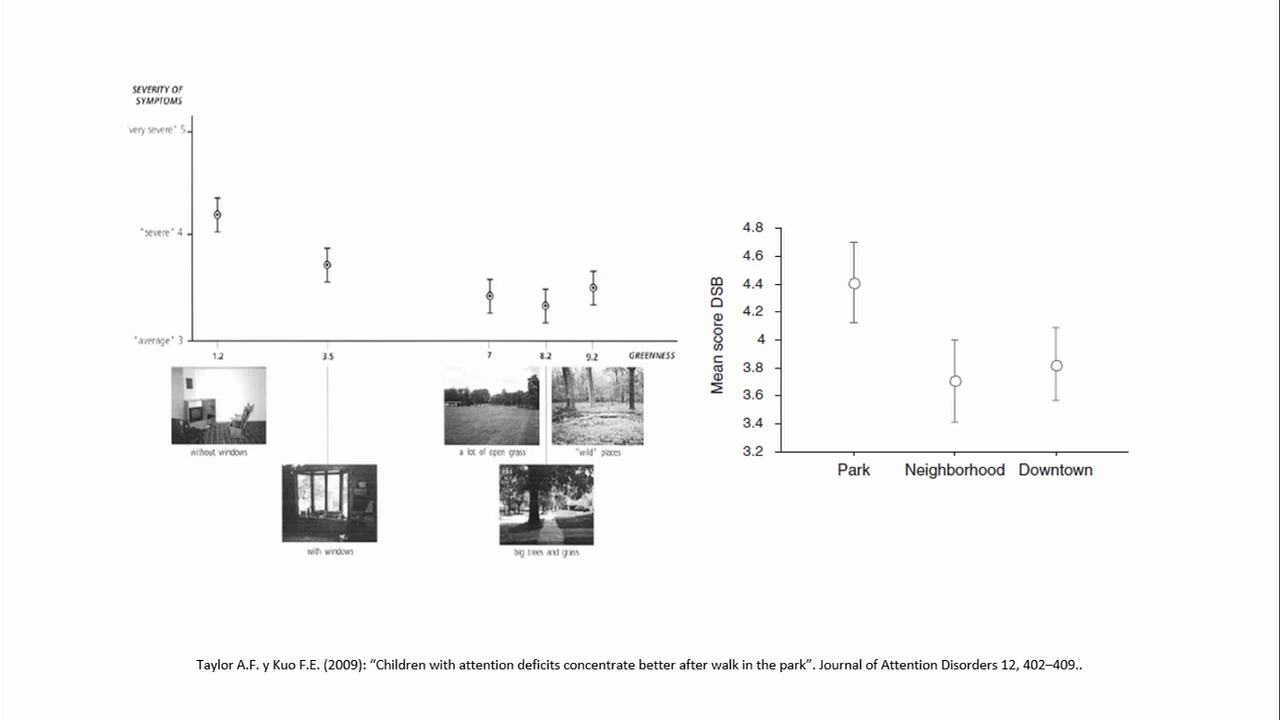 SEVERITY OF
SYMPTOMS
"very severe" 5
"severe" 4
"average" 3
1.2
3.5
7
8.2
9.2
GREENNESS
without windows
with windows
a lot of open grass
"wild" places
big trees and grass
Mean score DSB
4.8
4.6
4.4
4.2
4
3.8
3.6
3.4
3.2
Park
Neighborhood
Downtown
Taylor A.F. y Kuo F.E. (2009): “Children with attention deficits concentrate better after walk in the park”. Journal of Attention Disorders 12, 402–409..